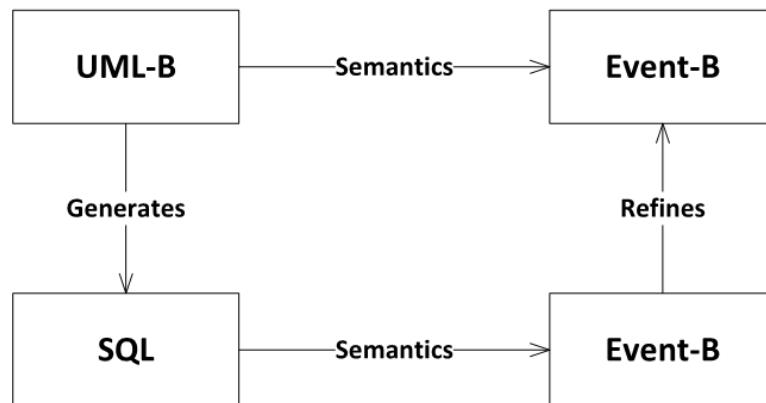 UML-B
Semantics
Event-B
Generates
Refines
SQL
Semantics
Event-B